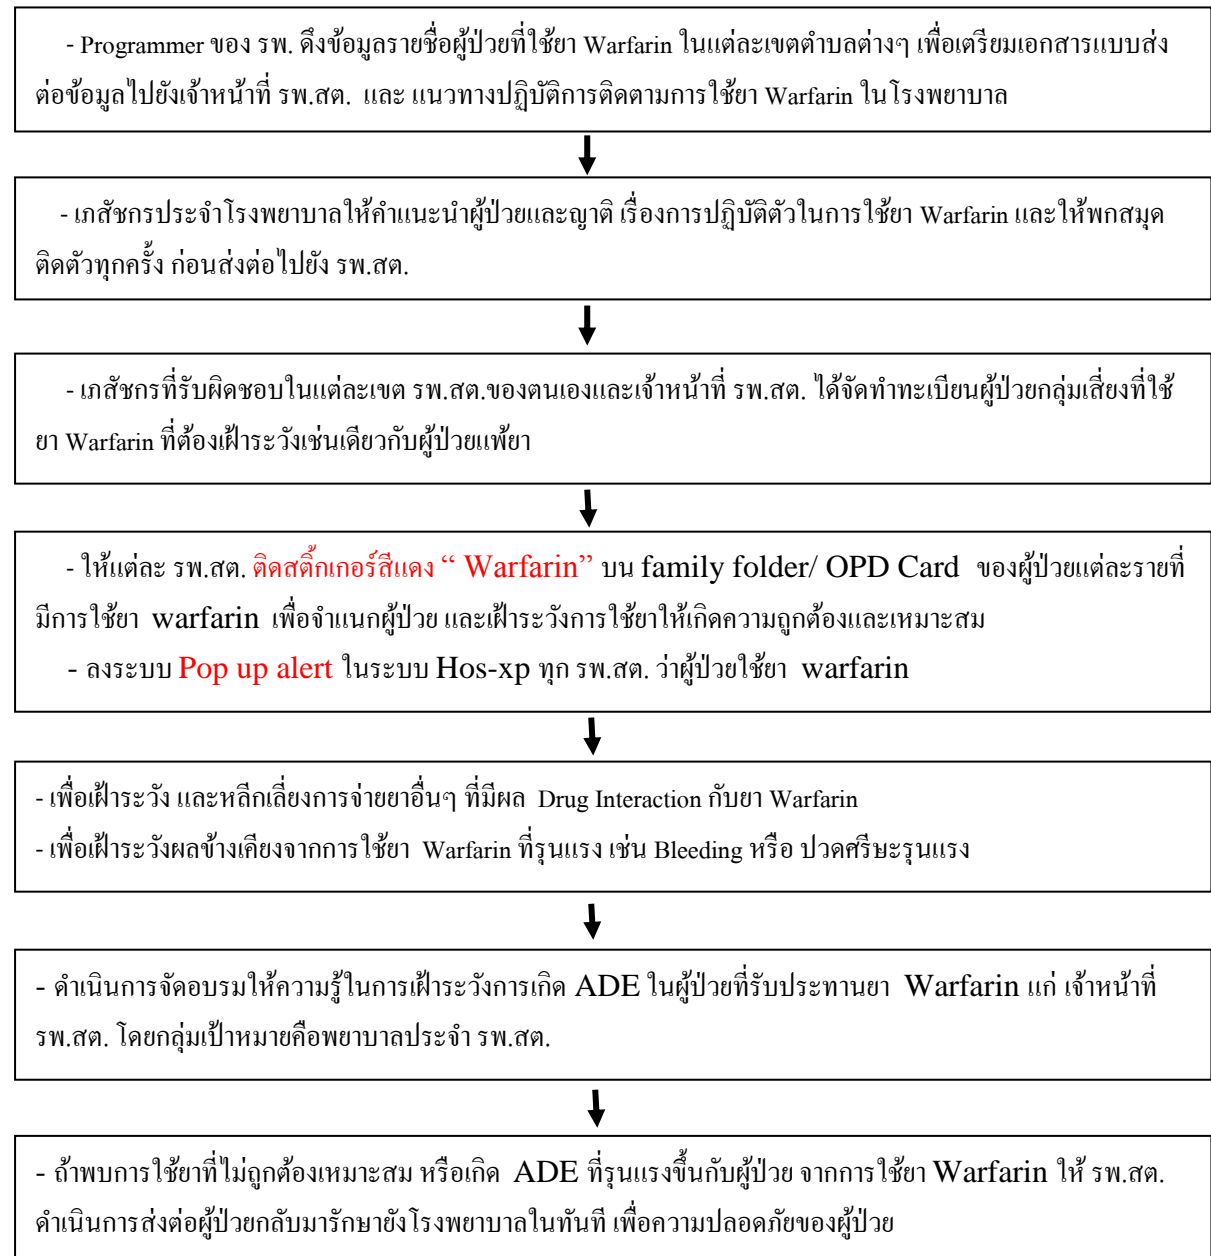 - Programmer ของ รพ. ดึงข้อมูลรายชื่อผู้ป่วยที่ใช้ยา Warfarin ในแต่ละเขตตำบลต่างๆ เพื่อเตรียมเอกสารแบบส่ง
ต่อข้อมูลไปยังเจ้าหน้าที่ รพ.สต. และ แนวทางปฏิบัติการติดตามการใช้ยา Warfarin ในโรงพยาบาล
- เภสัชกรประจำโรงพยาบาลให้คำแนะนำผู้ป่วยและญาติ เรื่องการปฏิบัติตัวในการใช้ยา Warfarin และให้พกสมุด
ติดตัวทุกครั้ง ก่อนส่งต่อไปยัง รพ.สต.
- เภสัชกรที่รับผิดชอบในแต่ละเขต รพ.สต.ของตนเองและเจ้าหน้าที่ รพ.สต. ได้จัดทำทะเบียนผู้ป่วยกลุ่มเสี่ยงที่ใช้
ยา Warfarin ที่ต้องเฝ้าระวังเช่นเดียวกับผู้ป่วยแพ้ยา
- ให้แต่ละ รพ.สต. ติดสติ้กเกอร์สีแดง “ Warfarin” บน family folder/ OPD Card ของผู้ป่วยแต่ละรายที่
มีการใช้ยา warfarin เพื่อจำแนกผู้ป่วย และเฝ้าระวังการใช้ยาให้เกิดความถูกต้องและเหมาะสม
- ลงระบบ Pop up alert ในระบบ Hos-xp ทุก รพ.สต. ว่าผู้ป่วยใช้ยา warfarin
- เพื่อเฝ้าระวัง และหลีกเลี่ยงการจ่ายยาอื่นๆ ที่มีผล Drug Interaction กับยา Warfarin
- เพื่อเฝ้าระวังผลข้างเคียงจากการใช้ยา Warfarin ที่รุนแรง เช่น Bleeding หรือ ปวดศรีษะรุนแรง
- ดำเนินการจัดอบรมให้ความรู้ในการเฝ้าระวังการเกิด ADE ในผู้ป่วยที่รับประทานยา Warfarin แก่ เจ้าหน้าที่
รพ.สต. โดยกลุ่มเป้าหมายคือพยาบาลประจำ รพ.สต.
- ถ้าพบการใช้ยาที่ไม่ถูกต้องเหมาะสม หรือเกิด ADE ที่รุนแรงขึ้นกับผู้ป่วย จากการใช้ยา Warfarin ให้ รพ.สต.
ดำเนินการส่งต่อผู้ป่วยกลับมารักษายังโรงพยาบาลในทันที เพื่อความปลอดภัยของผู้ป่วย